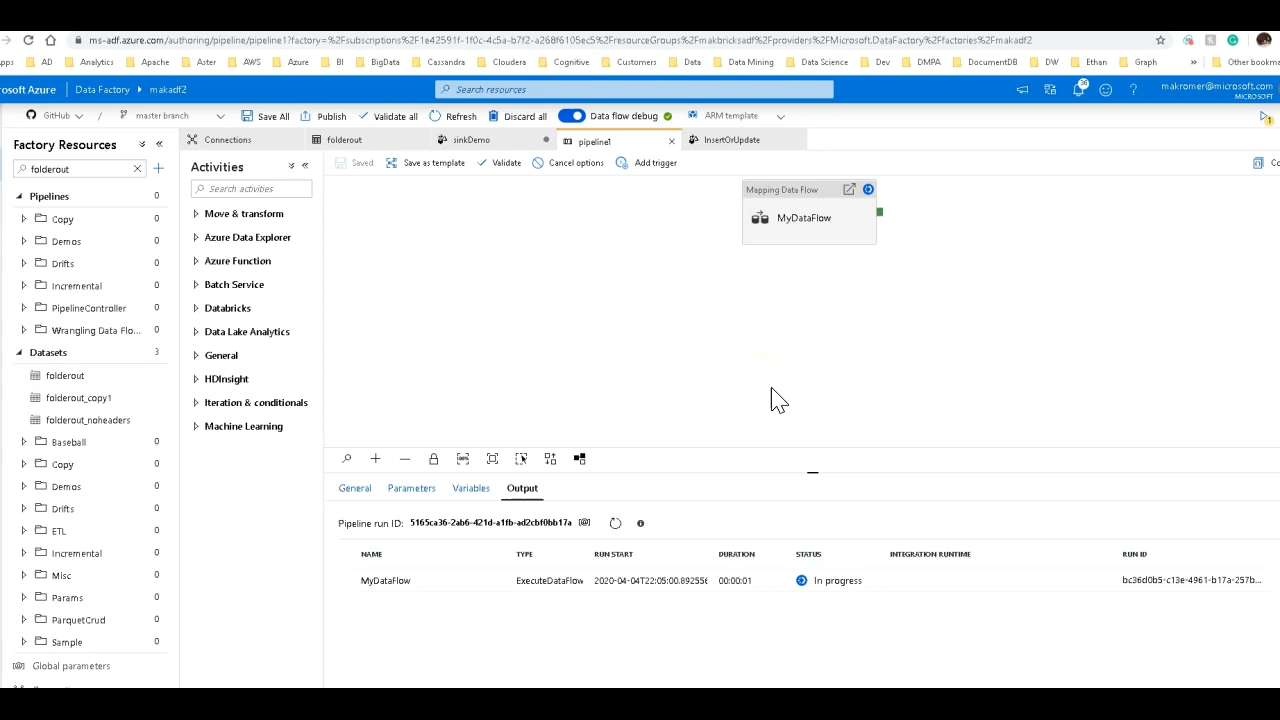 ms-adf.azure.com/authoring/pipeline/pipeline1?factory=%2Fsubscriptions%2F1e42591f-1f0c-4c5a-b7f2-a268f6105ec5%2FresourceGroups%2Fmakbricksadf%2Fproviders%2FMicrosoft.DataFactory%2Ffactories%2Fmakadf2
pps AD Analytics Apache Aster AWS Azure BI BigData Cassandra Cloudera Cognitive Customers Data Data Mining Data Science Dev DMPA DocumentDB DW Ethan Graph » Other bookma
osoft Azure Data Factory ▸ makadf2 Search resources 36 makromer@microsoft.com
MICROSOFT
GitHub master branch Save All Publish Validate all Refresh Discard all Data flow debug ARM template 1
Factory Resources
Connections folderout sinkDemo pipeline1 InsertOrUpdate
folderout
Activities
Saved Save as template Validate Cancel options Add trigger Co
Search activities
Pipelines 0
Copy 0
Demos 0
Drifts 0
Incremental 0
PipelineController 0
Wrangling Data Flo... 0
Datasets 3
folderout
folderout_copy1
folderout_noheaders
Baseball 0
Copy 0
Demos 0
Drifts 0
ETL 0
Incremental 0
Misc 0
Params 0
ParquetCrud 0
Sample 0
Global parameters
Move & transform
Azure Data Explorer
Azure Function
Batch Service
Databricks
Data Lake Analytics
General
HDInsight
Iteration & conditionals
Machine Learning
Mapping Data Flow
MyDataFlow
100%
General Parameters Variables Output
Pipeline run ID: 5165ca36-2ab6-421d-a1fb-ad2cbf0bb17a
NAME TYPE RUN START DURATION STATUS INTEGRATION RUNTIME RUN ID
MyDataFlow ExecuteDataFlow 2020-04-04T22:05:00.892556 00:00:01 In progress bc36d0b5-c13e-4961-b17a-257b...